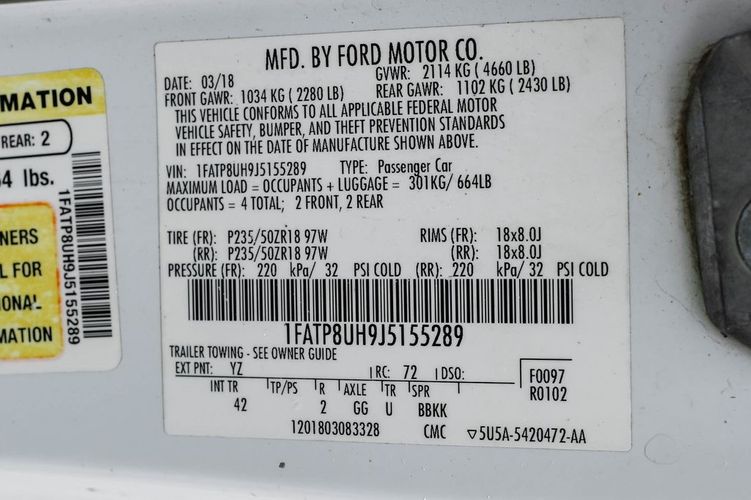 RMATION
REAR: 2
64 lbs.
1FATP8UH9J5155289
NERS
L FOR
IONAL
MATION
MFD. BY FORD MOTOR CO.
DATE: 03/18 GVWR: 2114 KG ( 4660 LB)
FRONT GAWR: 1034 KG ( 2280 LB) REAR GAWR: 1102 KG ( 2430 LB)
THIS VEHICLE CONFORMS TO ALL APPLICABLE FEDERAL MOTOR
VEHICLE SAFETY, BUMPER, AND THEFT PREVENTION STANDARDS
IN EFFECT ON THE DATE OF MANUFACTURE SHOWN ABOVE.
VIN: 1FATP8UH9J5155289 TYPE: Passenger Car
MAXIMUM LOAD = OCCUPANTS + LUGGAGE = 301KG/ 664LB
OCCUPANTS = 4 TOTAL; 2 FRONT, 2 REAR
TIRE (FR): P235/50ZR18 97W RIMS (FR): 18x8.0J
(RR): P235/50ZR18 97W (RR): 18x8.0J
PRESSURE (FR): 220 kPa/ 32 PSI COLD (RR): 220 kPa/ 32 PSI COLD
1FATP8UH9J5155289
TRAILER TOWING - SEE OWNER GUIDE
EXT PNT: YZ RC: 72 DSO: F0097
INT TR TP/PS R AXLE TR SPR R0102
42 2 GG U BBKK
1201803083328 CMC ▽5U5A-5420472-AA